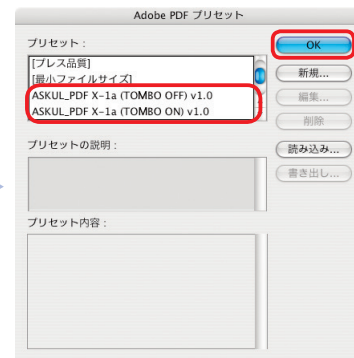 Adobe PDF プリセット
プリセット：
[プレス品質]
[最小ファイルサイズ]
ASKUL_PDF X-1a (TOMBO OFF) v1.0
ASKUL_PDF X-1a (TOMBO ON) v1.0
OK
新規...
編集...
削除
読み込み...
書き出し...
プリセットの説明：
プリセット内容：